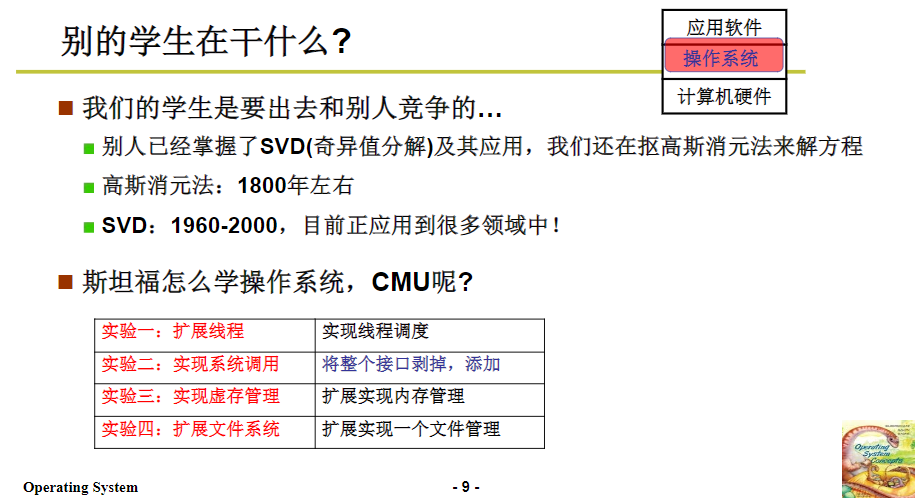 别的学生在干什么?
应用软件
操作系统
计算机硬件
我们的学生是要出去和别人竞争的…
别人已经掌握了SVD(奇异值分解)及其应用，我们还在抠高斯消元法来解方程
高斯消元法：1800年左右
SVD：1960-2000，目前正应用到很多领域中！
斯坦福怎么学操作系统，CMU呢?
实验一：扩展线程 实现线程调度
实验二：实现系统调用 将整个接口剥掉，添加
实验三：实现虚存管理 扩展实现内存管理
实验四：扩展文件系统 扩展实现一个文件管理
Operating System Concepts
Operating System
- 9 -